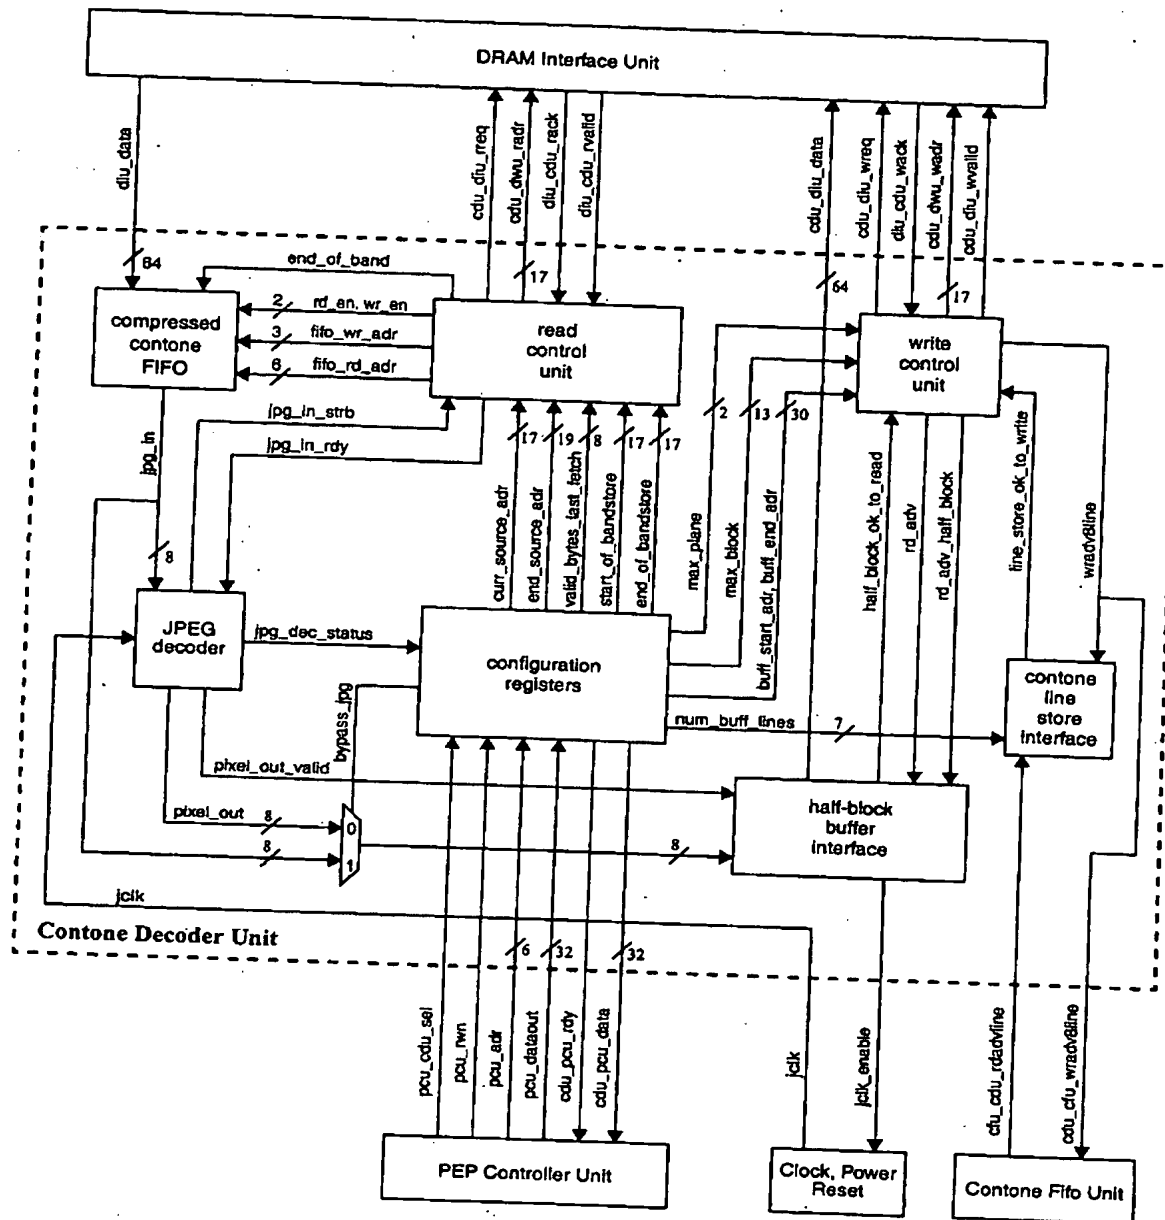 DRAM Interface Unit
diu_data
cdu_diu_rreq
cdu_dwu_radr
diu_cdu_rack
diu_cdu_rvalid
cdu_diu_data
cdu_diu_wreq
diu_cdu_wack
cdu_dwu_wadr
cdu_diu_wvalid
64
17
64
17
end_of_band
2
rd_en, wr_en
3
fifo_wr_adr
6
fifo_rd_adr
compressed
contone
FIFO
read
control
unit
write
control
unit
jpg_in
jpg_in_strb
jpg_in_rdy
8
17
19
8
17
17
2
13
30
curr_source_adr
end_source_adr
valid_bytes_last_fetch
start_of_bandstore
end_of_bandstore
max_plane
max_block
buff_start_adr, buff_end_adr
half_block_ok_to_read
rd_adv
rd_adv_half_block
line_store_ok_to_write
wradv8line
JPEG
decoder
jpg_dec_status
configuration
registers
contone
line
store
interface
bypass_jpg
num_buff_lines
7
pixel_out_valid
pixel_out
8
8
0
1
8
half-block
buffer
interface
jclk
Contone Decoder Unit
6
32
32
pcu_cdu_sel
pcu_rwn
pcu_adr
pcu_dataout
cdu_pcu_rdy
cdu_pcu_data
jclk
jclk_enable
cfu_cdu_rdadvline
cdu_cfu_wradv8line
PEP Controller Unit
Clock, Power
Reset
Contone Fifo Unit